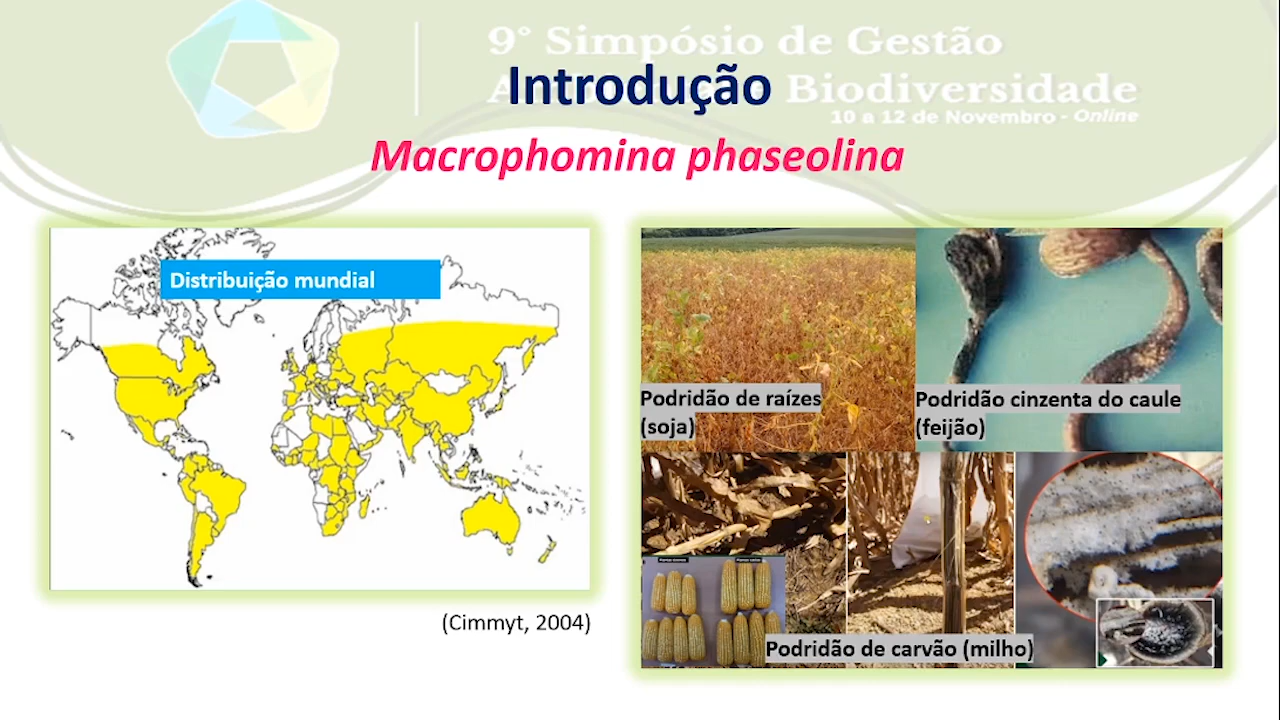 9° Simpósio de Gestão
Biodiversidade
10 a 12 de Novembro - Online
Introdução
Macrophomina phaseolina
Distribuição mundial
(Cimmyt, 2004)
Podridão de raízes
(soja)
Podridão cinzenta do caule
(feijão)
Podridão de carvão (milho)